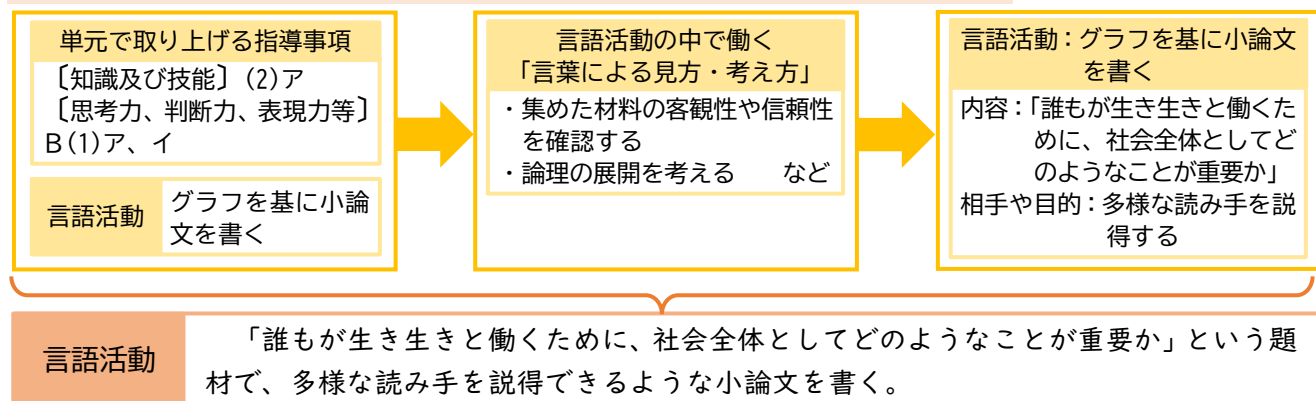 単元で取り上げる指導事項
〔知識及び技能〕(2)ア
〔思考力、判断力、表現力等〕
B(1)ア、イ
言語活動
グラフを基に小論
文を書く
言語活動の中で働く
「言葉による見方・考え方」
・集めた材料の客観性や信頼性
を確認する
・論理の展開を考える　　など
言語活動：グラフを基に小論文
を書く
内容：「誰もが生き生きと働くた
めに、社会全体としてど
のようなことが重要か」
相手や目的：多様な読み手を説
得する
言語活動
「誰もが生き生きと働くために、社会全体としてどのようなことが重要か」という題
材で、多様な読み手を説得できるような小論文を書く。